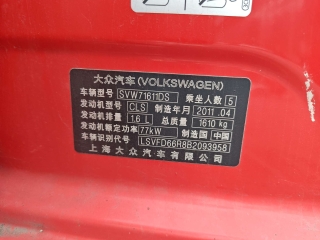 大众汽车(VOLKSWAGEN)
车辆型号 SVW71611DS 乘坐人数 5
发动机型号 CLS 制造年月 2011.04
发动机排量 1.6 L 总质量 1610 kg
额定功率 77kW 制造国 中国
车辆识别代号 LSVFD66R8B2093958
上海大众汽车有限公司